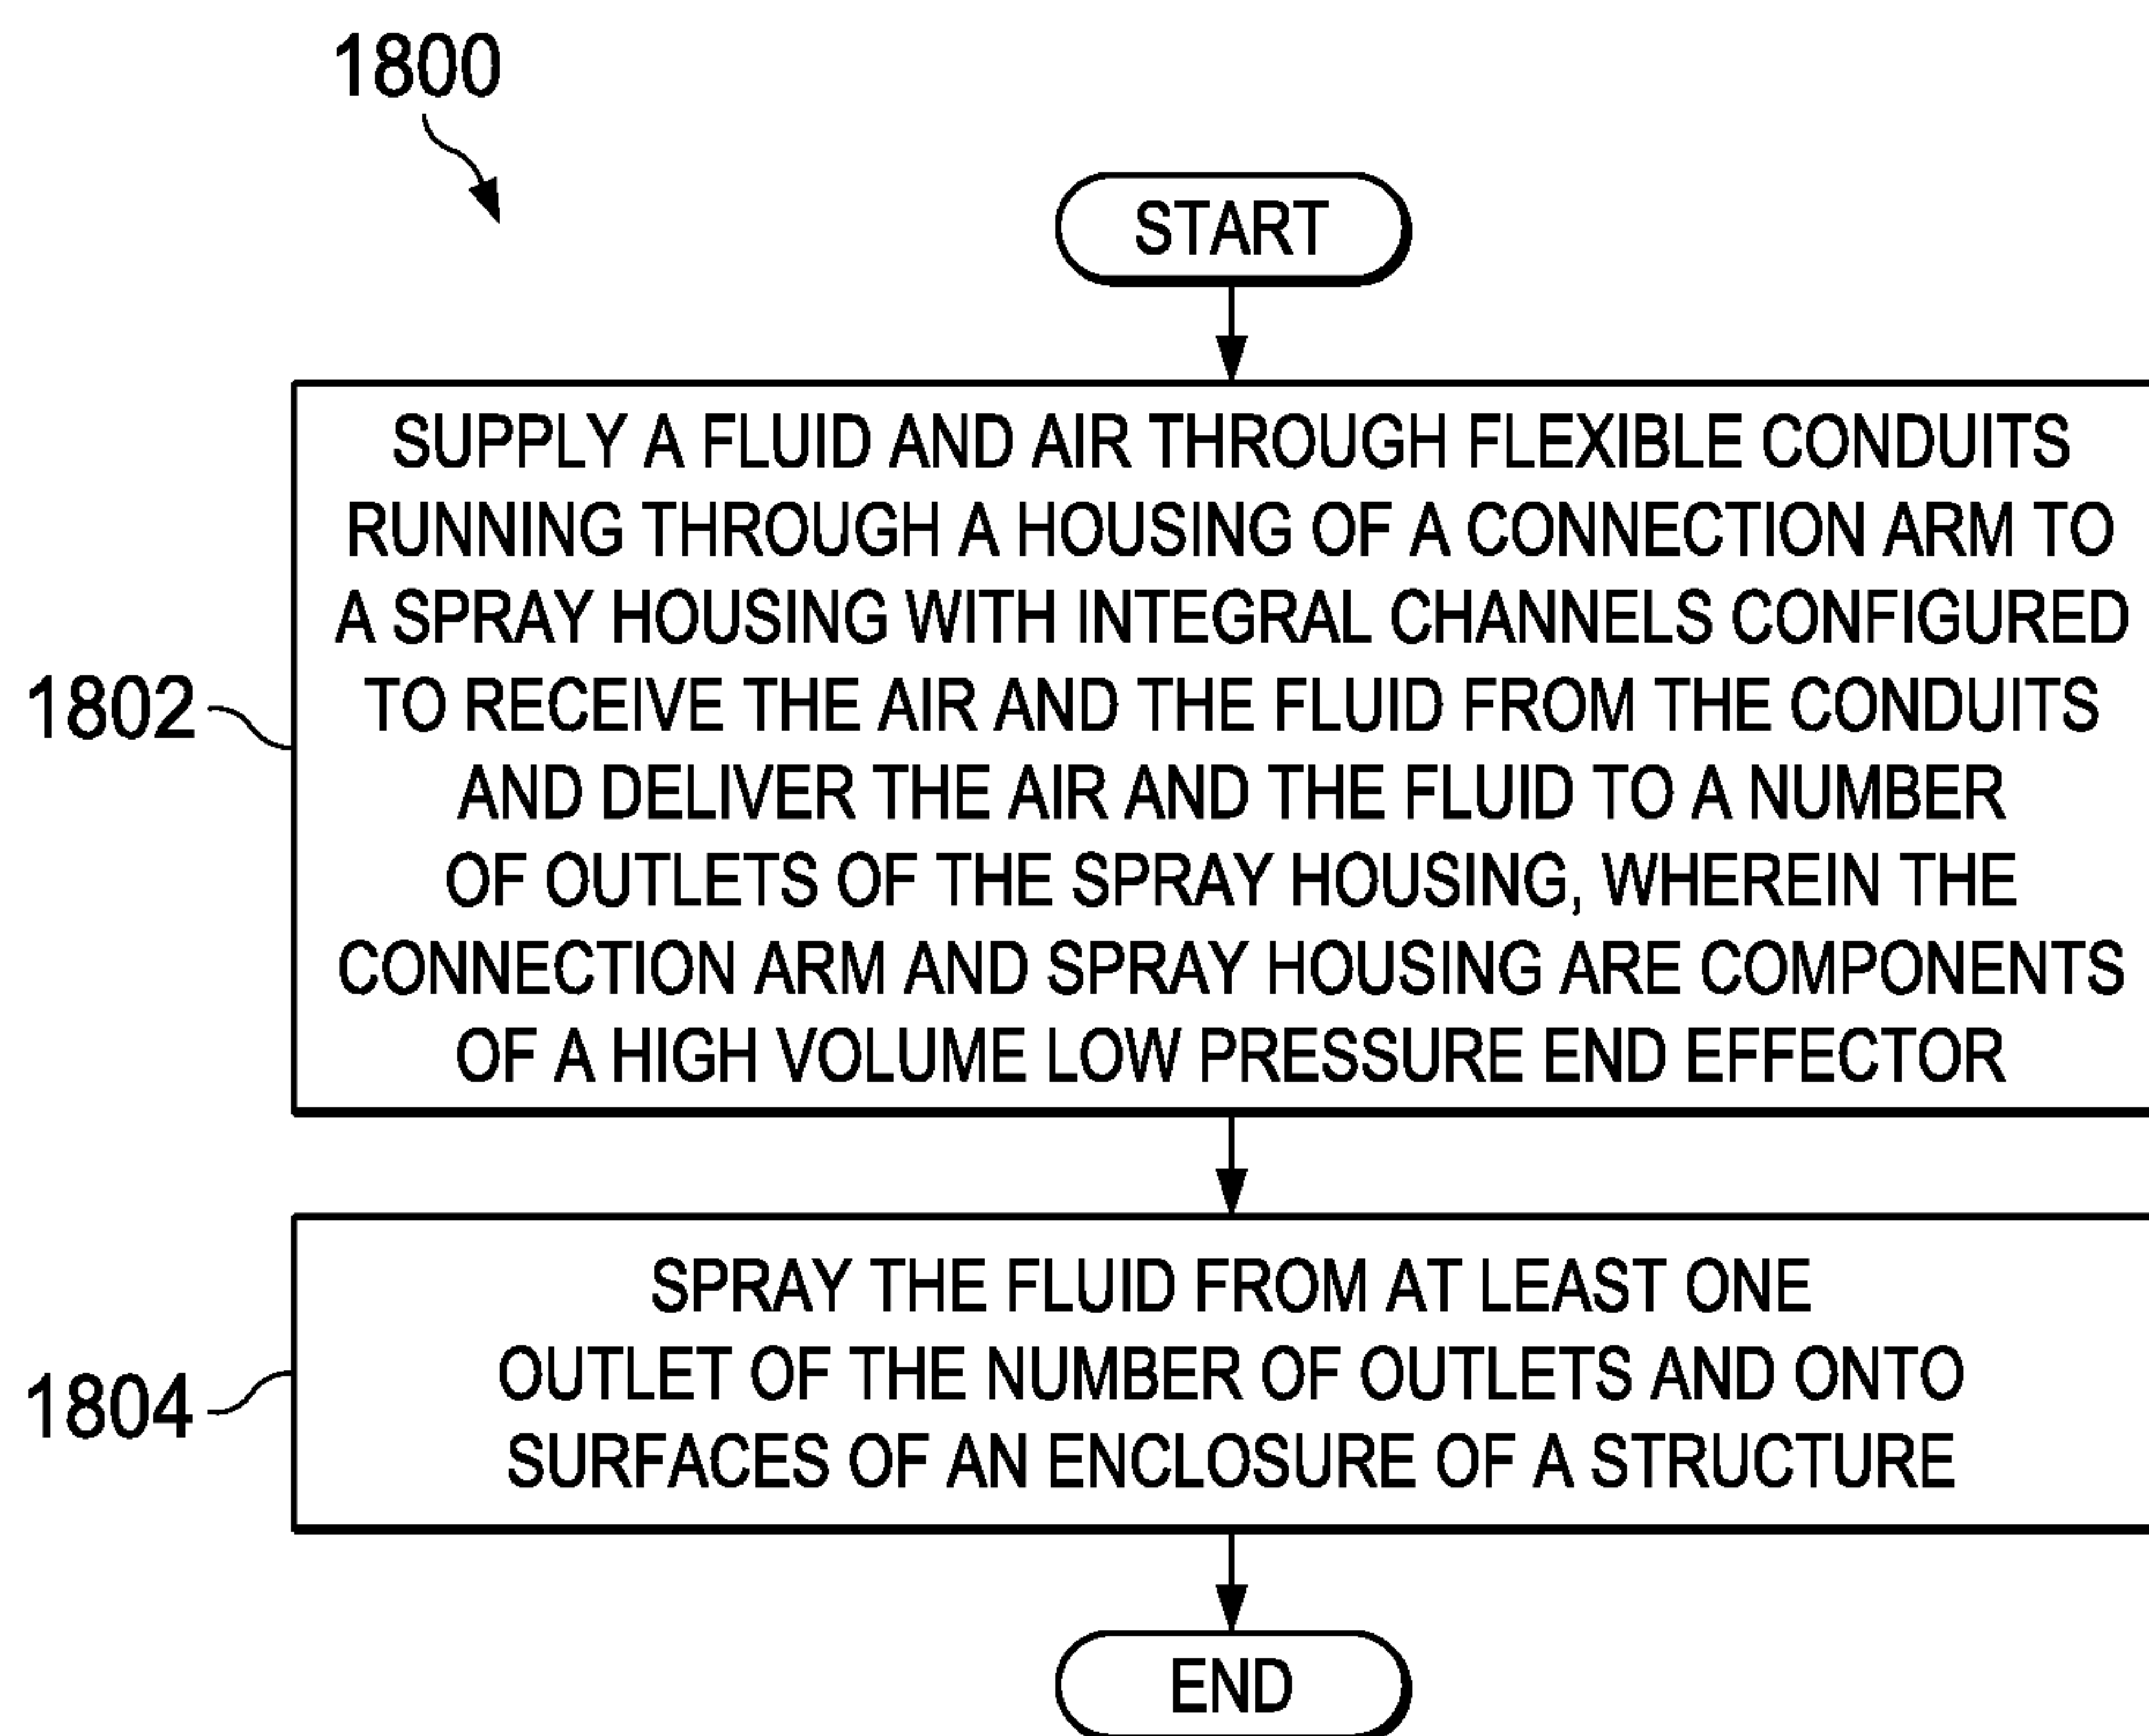 1800
START
SUPPLY A FLUID AND AIR THROUGH FLEXIBLE CONDUITS
RUNNING THROUGH A HOUSING OF A CONNECTION ARM TO
A SPRAY HOUSING WITH INTEGRAL CHANNELS CONFIGURED
TO RECEIVE THE AIR AND THE FLUID FROM THE CONDUITS
AND DELIVER THE AIR AND THE FLUID TO A NUMBER
OF OUTLETS OF THE SPRAY HOUSING, WHEREIN THE
CONNECTION ARM AND SPRAY HOUSING ARE COMPONENTS
OF A HIGH VOLUME LOW PRESSURE END EFFECTOR
1802
SPRAY THE FLUID FROM AT LEAST ONE
OUTLET OF THE NUMBER OF OUTLETS AND ONTO
SURFACES OF AN ENCLOSURE OF A STRUCTURE
1804
END